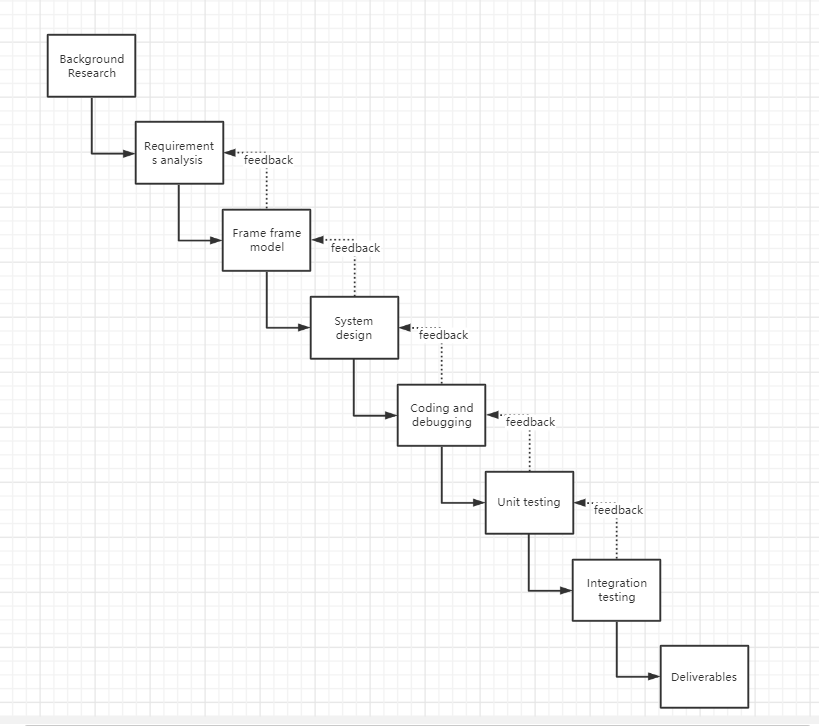 Background
Research
Requirement
s analysis
feedback
Frame frame
model
feedback
System
design
feedback
Coding and
debugging
feedback
Unit testing
feedback
Integration
testing
Deliverables